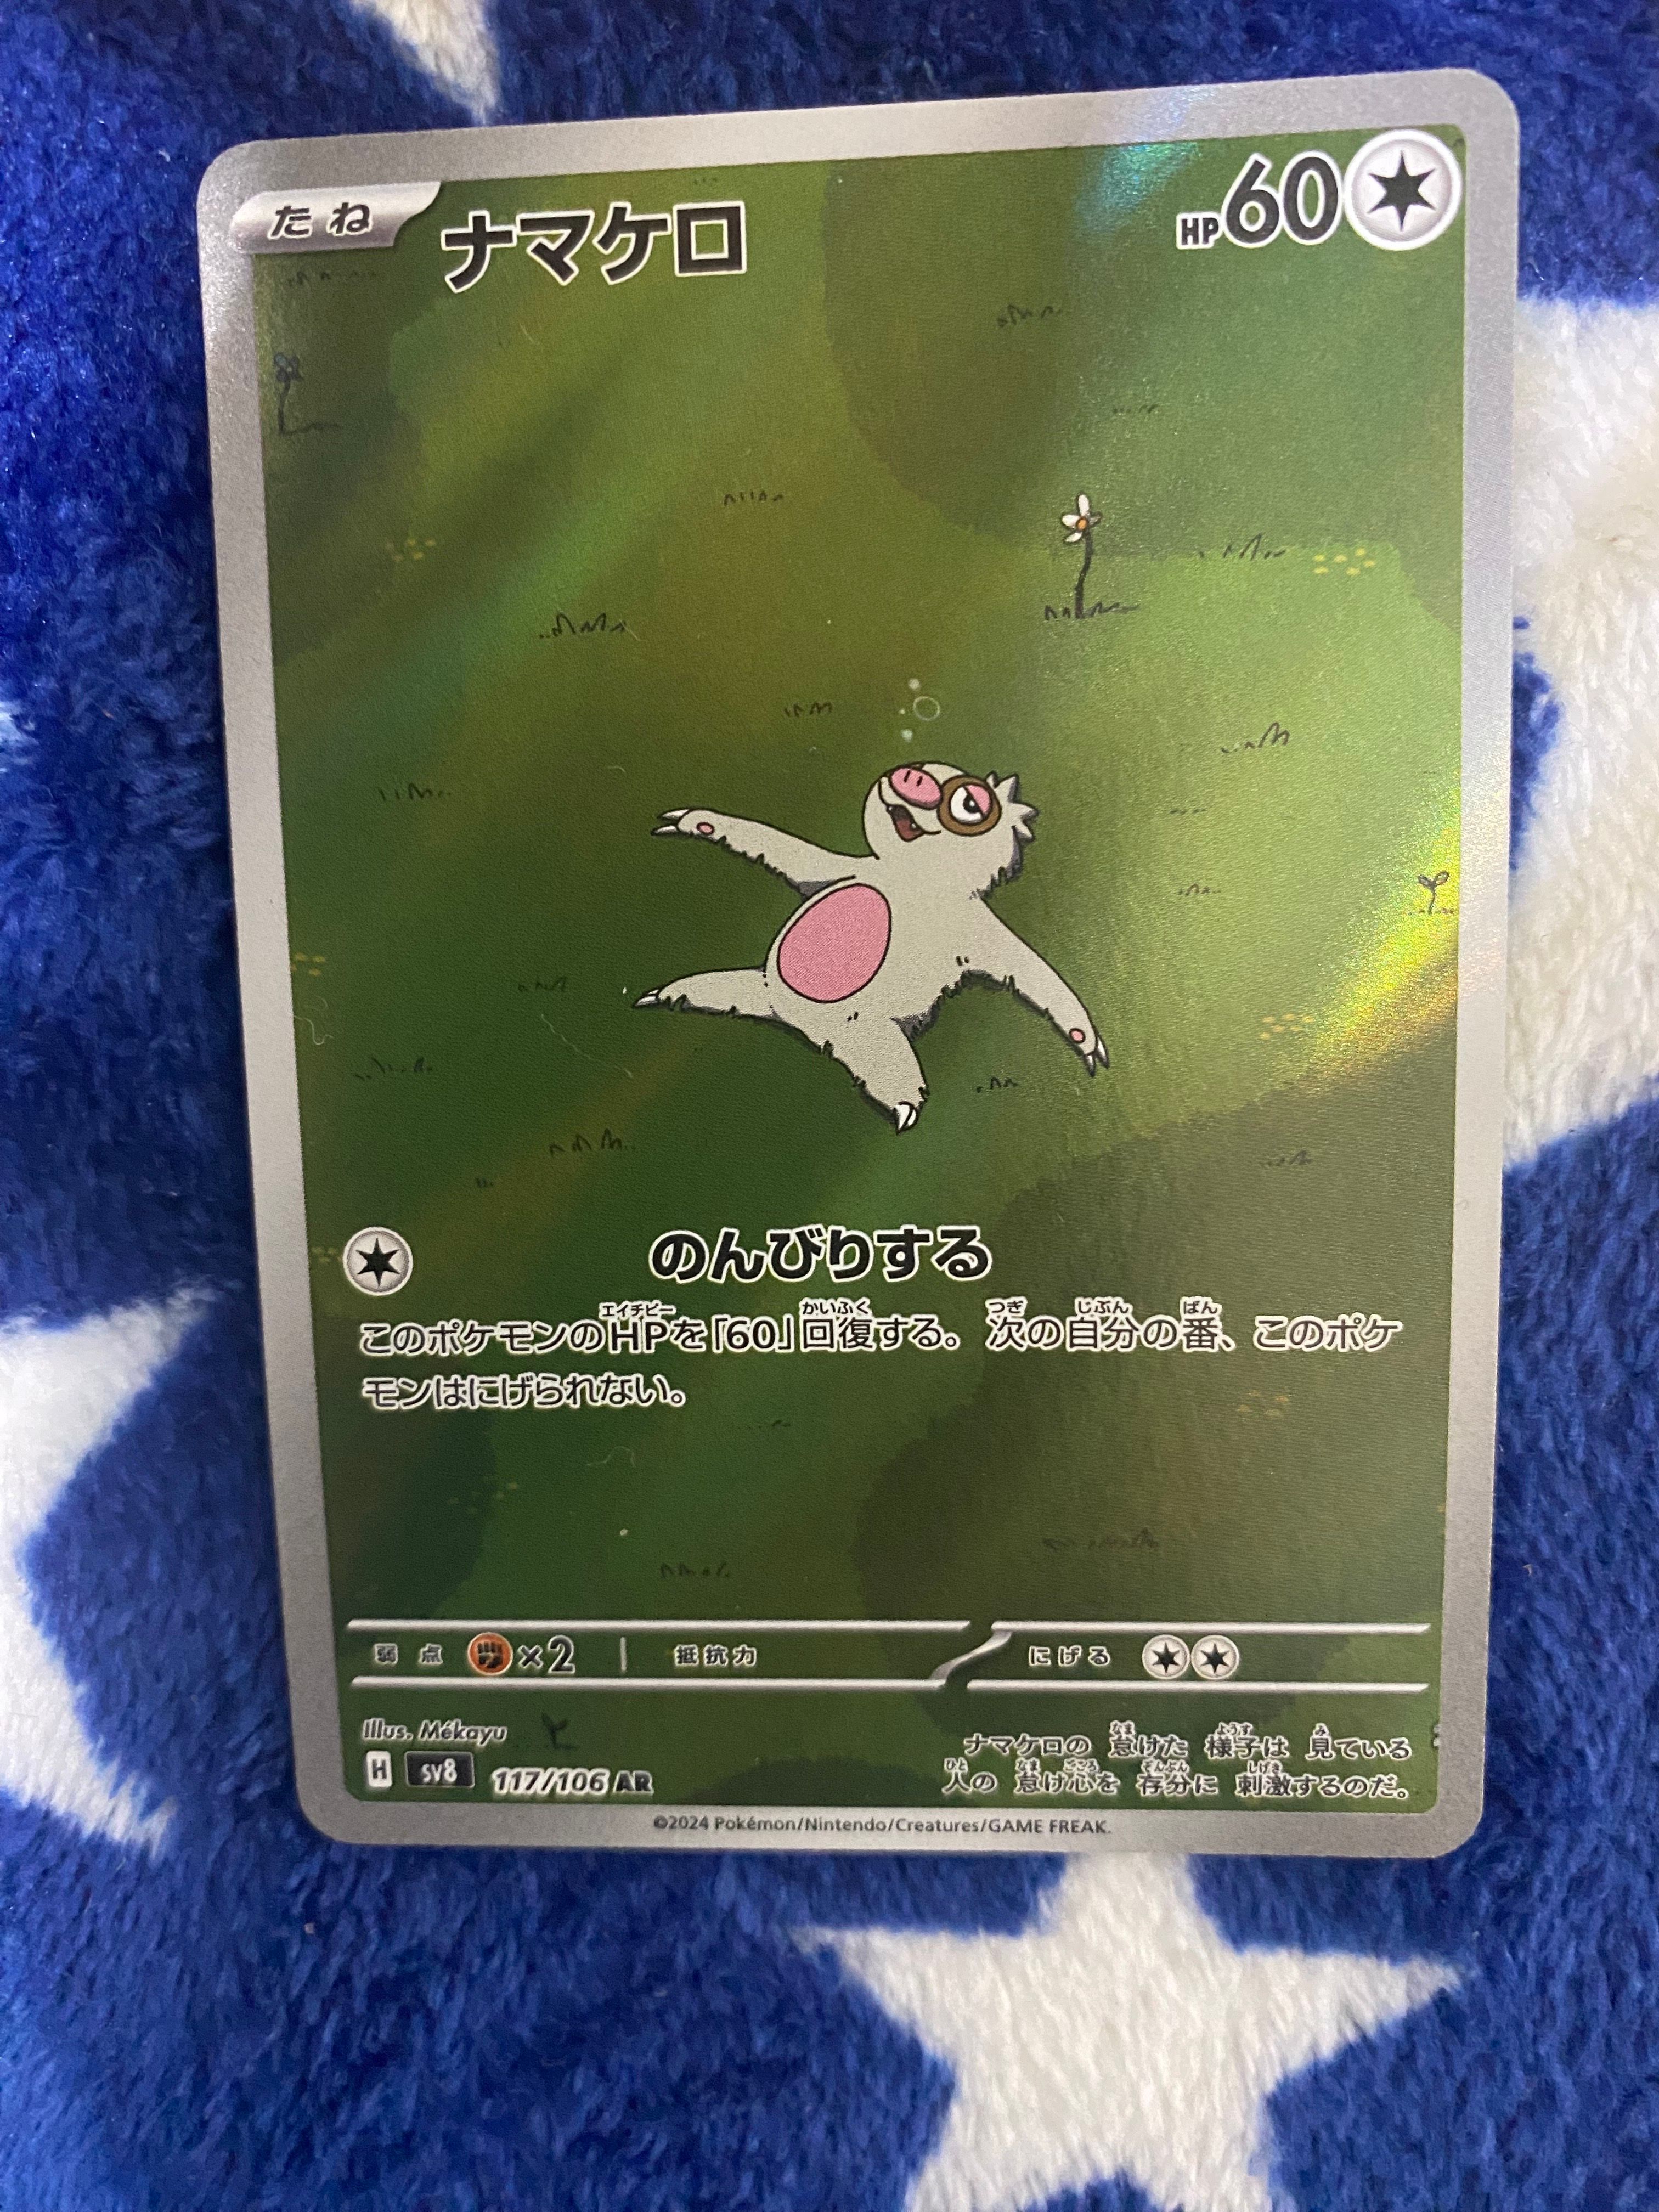 たね ナマケロ HP60
のんびりする
エイチピー かいふく つぎ じぶん ばん
このポケモンのHPを「60」回復する。 次の自分の番、このポケ
モンはにげられない。
弱点 ×2 抵抗力 にげる
Illus. Mékayu
H sv8 117/106 AR
なま ようす み
ナマケロの 怠けた 様子は 見ている
ひと なま ごころ ぞんぶん しげき
人の 怠け心を 存分に 刺激するのだ。
©2024 Pokémon/Nintendo/Creatures/GAME FREAK.